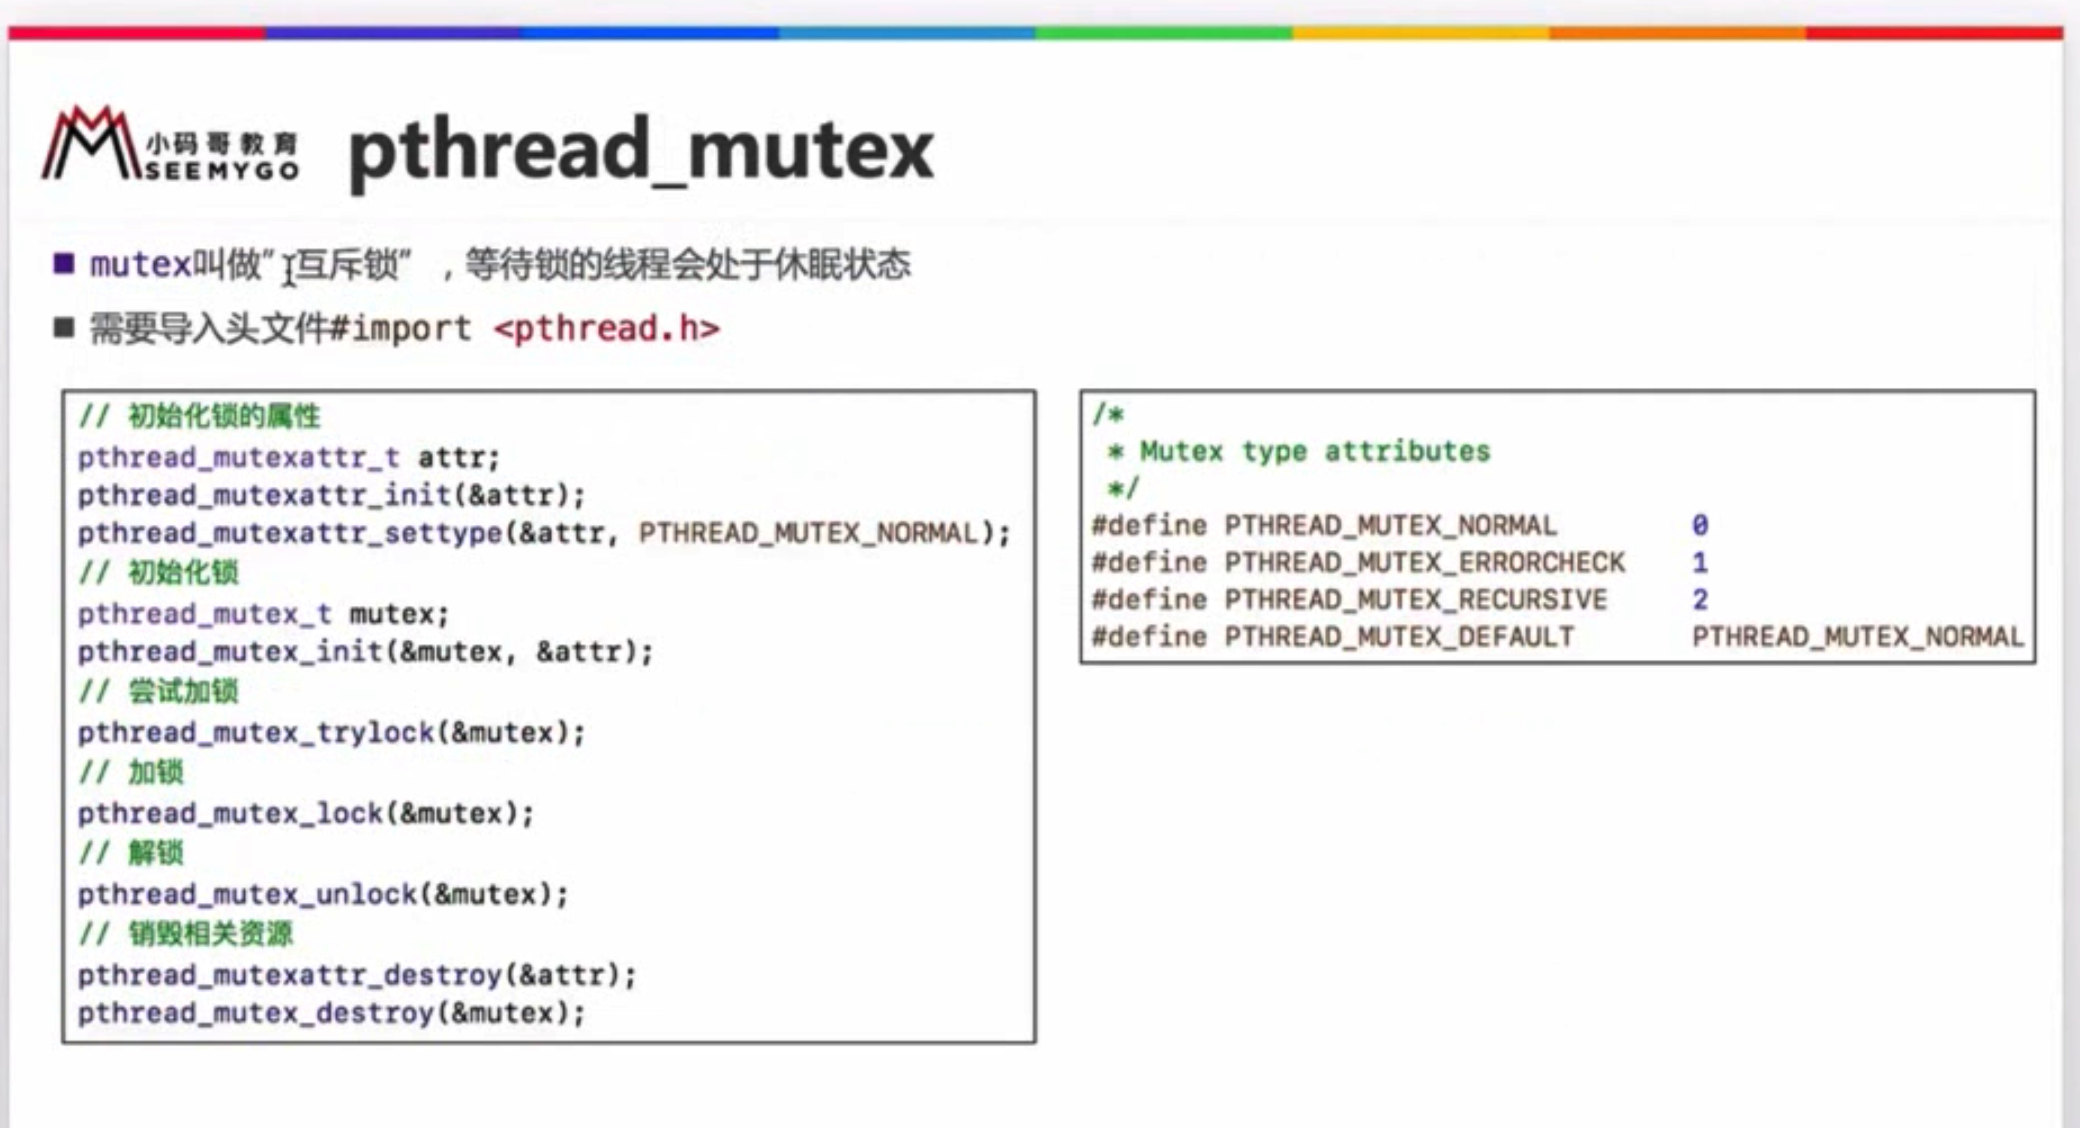 小码哥教育
SEEMYGO
pthread_mutex
mutex叫做”互斥锁”，等待锁的线程会处于休眠状态
需要导入头文件#import <pthread.h>
// 初始化锁的属性
pthread_mutexattr_t attr;
pthread_mutexattr_init(&attr);
pthread_mutexattr_settype(&attr, PTHREAD_MUTEX_NORMAL);
// 初始化锁
pthread_mutex_t mutex;
pthread_mutex_init(&mutex, &attr);
// 尝试加锁
pthread_mutex_trylock(&mutex);
// 加锁
pthread_mutex_lock(&mutex);
// 解锁
pthread_mutex_unlock(&mutex);
// 销毁相关资源
pthread_mutexattr_destroy(&attr);
pthread_mutex_destroy(&mutex);
/*
 * Mutex type attributes
 */
#define PTHREAD_MUTEX_NORMAL 0
#define PTHREAD_MUTEX_ERRORCHECK 1
#define PTHREAD_MUTEX_RECURSIVE 2
#define PTHREAD_MUTEX_DEFAULT PTHREAD_MUTEX_NORMAL